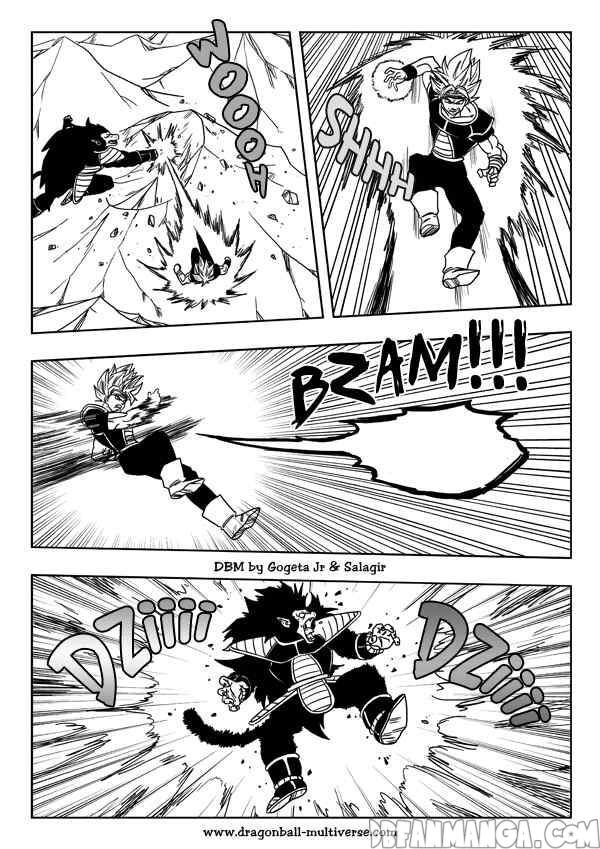 WOOOH
SHHH
BZAM!!!
DBM by Gogeta Jr & Salagir
DZiiii
DZiiii
www.dragonball-multiverse.com
DBFANMANGA.COM